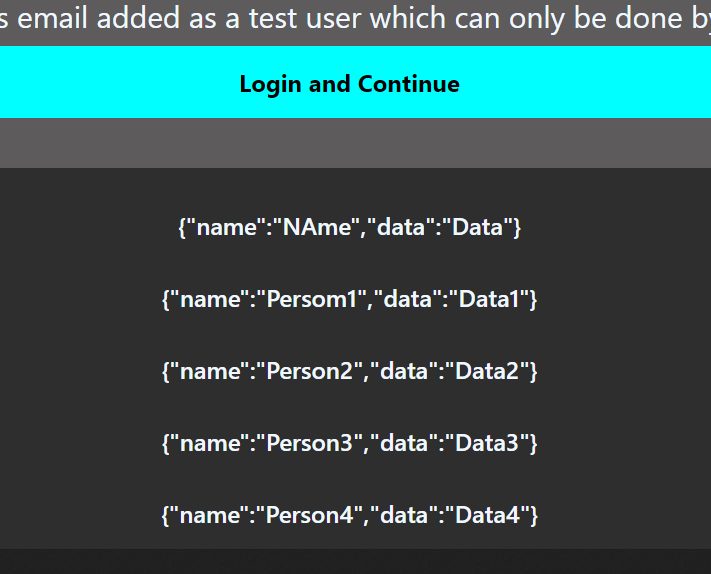 s email added as a test user which can only be done by
Login and Continue
{"name":"NAme","data":"Data"}
{"name":"Persom1","data":"Data1"}
{"name":"Person2","data":"Data2"}
{"name":"Person3","data":"Data3"}
{"name":"Person4","data":"Data4"}